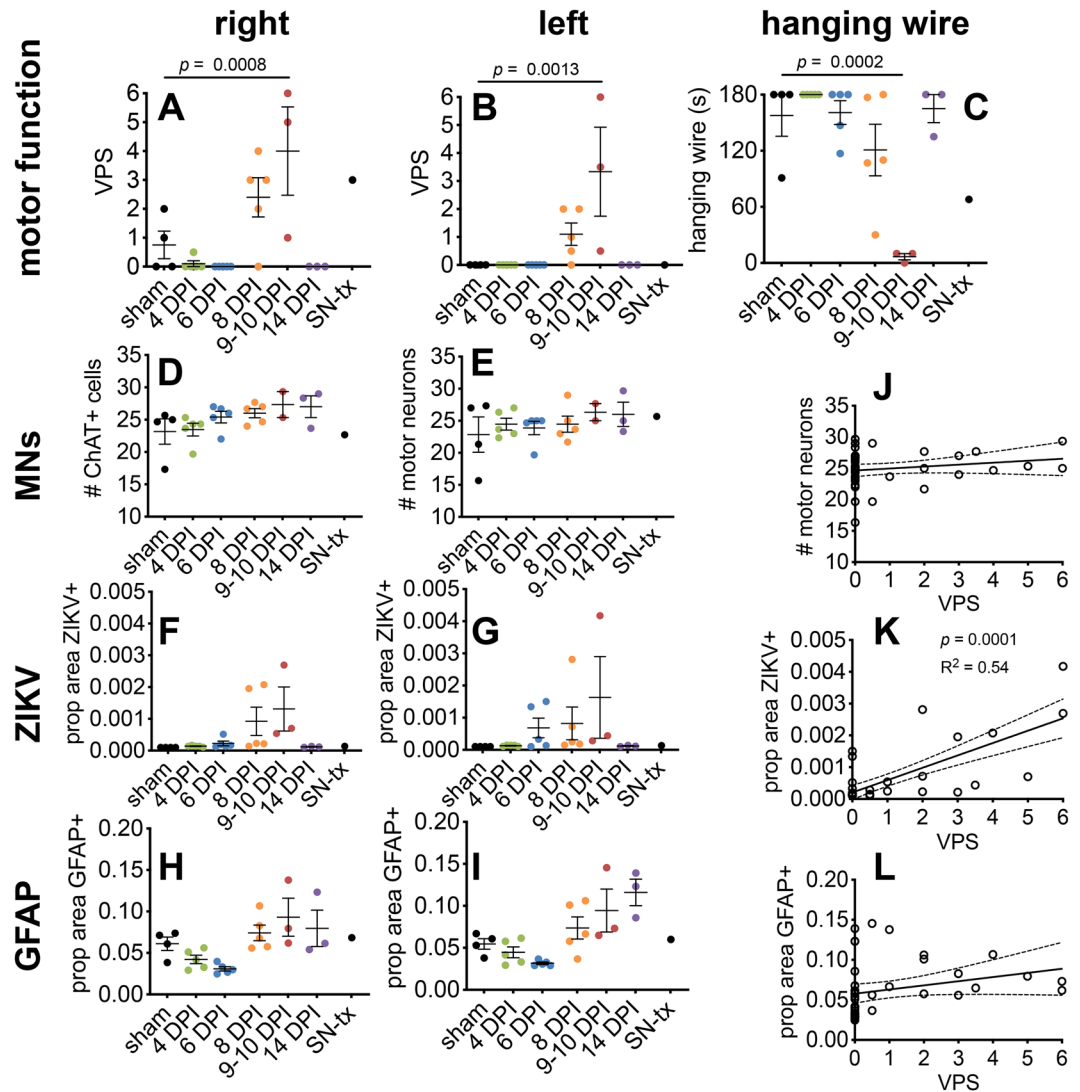 right left hanging wire
motor function
p = 0.0008
A
VPS
6
5
4
3
2
1
0
sham 4 DPI 6 DPI 8 DPI 9-10 DPI 14 DPI SN-tx
p = 0.0013
B
VPS
6
5
4
3
2
1
0
sham 4 DPI 6 DPI 8 DPI 9-10 DPI 14 DPI SN-tx
p = 0.0002
C
hanging wire (s)
180
120
60
0
sham 4 DPI 6 DPI 8 DPI 9-10 DPI 14 DPI SN-tx
MNs
D
# ChAT+ cells
35
30
25
20
15
10
sham 4 DPI 6 DPI 8 DPI 9-10 DPI 14 DPI SN-tx
E
# motor neurons
35
30
25
20
15
10
sham 4 DPI 6 DPI 8 DPI 9-10 DPI 14 DPI SN-tx
J
# motor neurons
35
30
25
20
15
10
0 1 2 3 4 5 6
VPS
ZIKV
F
prop area ZIKV+
0.005
0.004
0.003
0.002
0.001
0.000
sham 4 DPI 6 DPI 8 DPI 9-10 DPI 14 DPI SN-tx
G
prop area ZIKV+
0.005
0.004
0.003
0.002
0.001
0.000
sham 4 DPI 6 DPI 8 DPI 9-10 DPI 14 DPI SN-tx
K
p = 0.0001
R² = 0.54
prop area ZIKV+
0.005
0.004
0.003
0.002
0.001
0.000
0 1 2 3 4 5 6
VPS
GFAP
H
prop area GFAP+
0.20
0.15
0.10
0.05
0.00
sham 4 DPI 6 DPI 8 DPI 9-10 DPI 14 DPI SN-tx
I
prop area GFAP+
0.20
0.15
0.10
0.05
0.00
sham 4 DPI 6 DPI 8 DPI 9-10 DPI 14 DPI SN-tx
L
prop area GFAP+
0.20
0.15
0.10
0.05
0.00
0 1 2 3 4 5 6
VPS